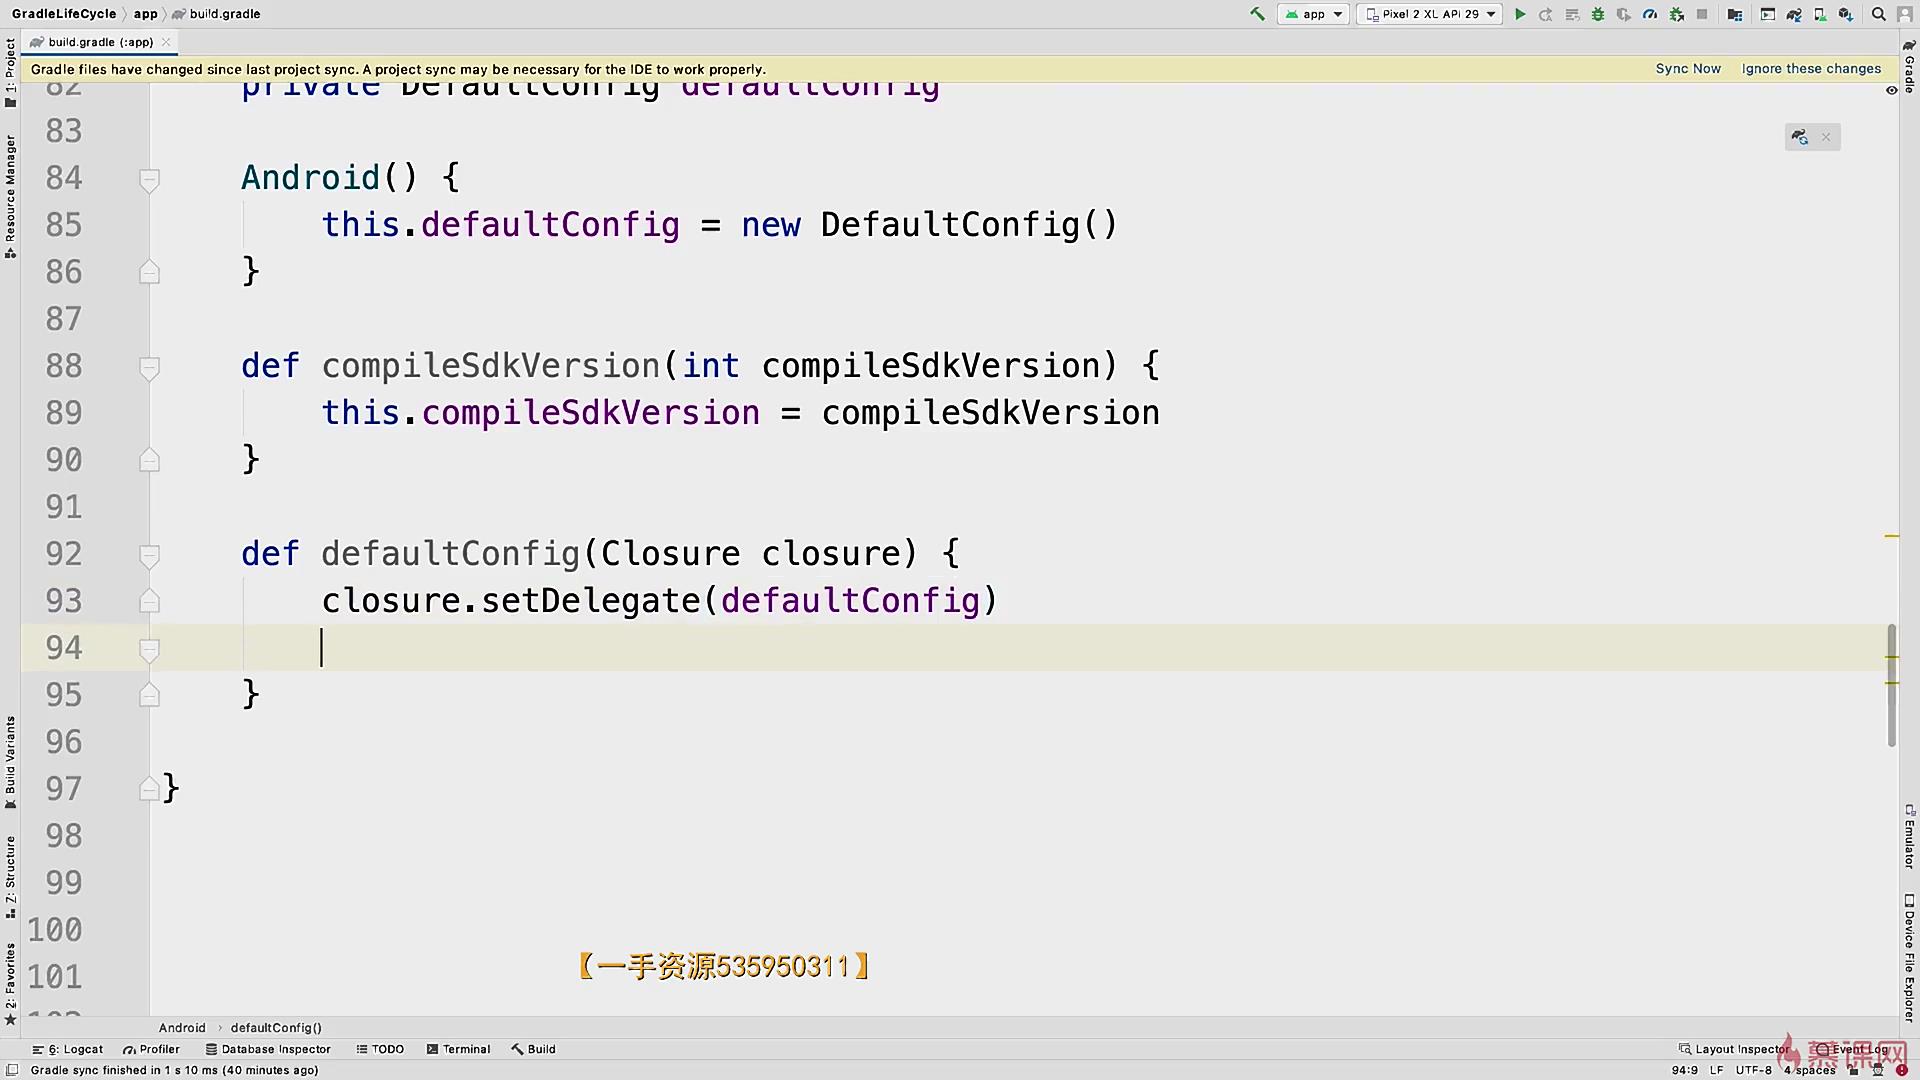 GradleLifeCycle app build.gradle
app Pixel 2 XL API 29
build.gradle (:app)
Gradle files have changed since last project sync. A project sync may be necessary for the IDE to work properly.
Sync Now Ignore these changes
1: Project
Resource Manager
Build Variants
Z: Structure
2: Favorites
Gradle
Emulator
Device File Explorer
82 private DefaultConfig defaultConfig
83
84 Android() {
85 this.defaultConfig = new DefaultConfig()
86 }
87
88 def compileSdkVersion(int compileSdkVersion) {
89 this.compileSdkVersion = compileSdkVersion
90 }
91
92 def defaultConfig(Closure closure) {
93 closure.setDelegate(defaultConfig)
94
95 }
96
97 }
98
99
100
101
【一手资源535950311】
Android defaultConfig()
6: Logcat Profiler Database Inspector TODO Terminal Build
Layout Inspector Event Log
慕课网
Gradle sync finished in 1 s 10 ms (40 minutes ago)
94:9 LF UTF-8 4 spaces